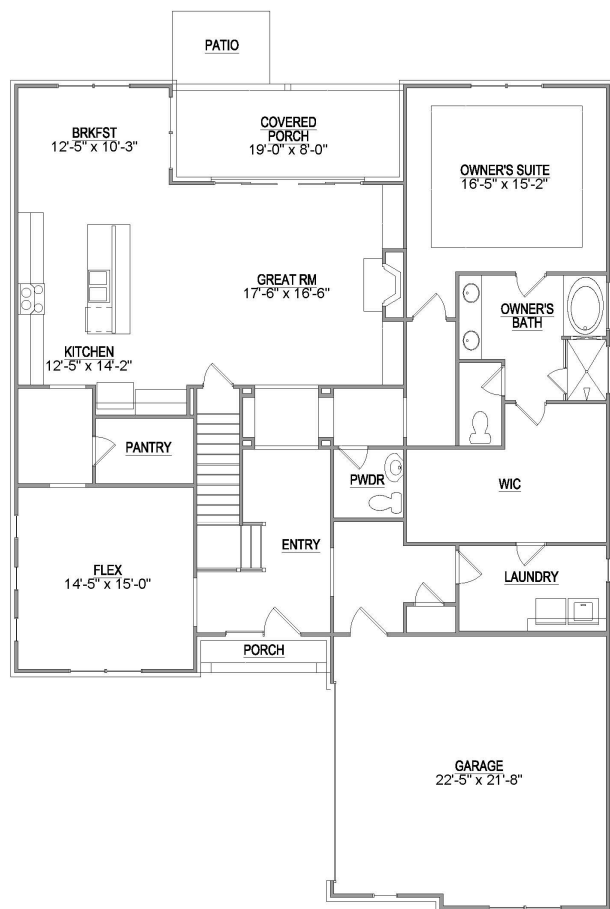 PATIO
BRKFST
12'-5" x 10'-3"
COVERED
PORCH
19'-0" x 8'-0"
OWNER'S SUITE
16'-5" x 15'-2"
GREAT RM
17'-6" x 16'-6"
OWNER'S
BATH
KITCHEN
12'-5" x 14'-2"
PANTRY
PWDR
WIC
ENTRY
FLEX
14'-5" x 15'-0"
LAUNDRY
PORCH
GARAGE
22'-5" x 21'-8"